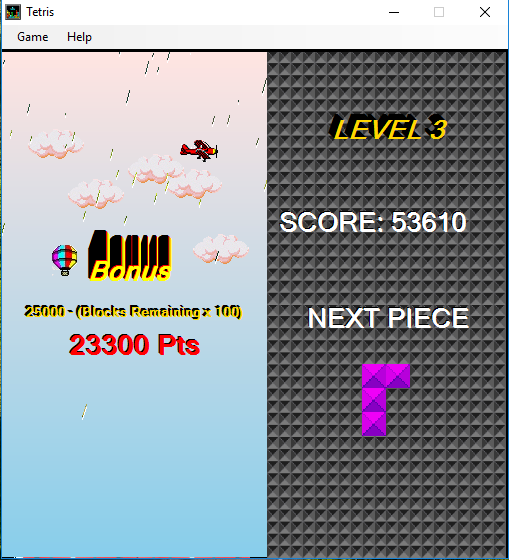 Tetris
Game Help
LEVEL 3
SCORE: 53610
Bonus
25000 - (Blocks Remaining x 100)
23300 Pts
NEXT PIECE